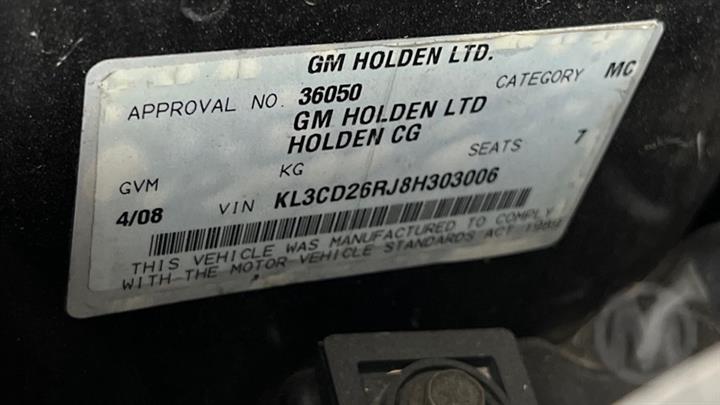 GM HOLDEN LTD.
APPROVAL NO. 36050 CATEGORY MC
GM HOLDEN LTD
HOLDEN CG
GVM KG SEATS 7
4/08 VIN KL3CD26RJ8H303006
THIS VEHICLE WAS MANUFACTURED TO COMPLY
WITH THE MOTOR VEHICLE STANDARDS ACT 1989